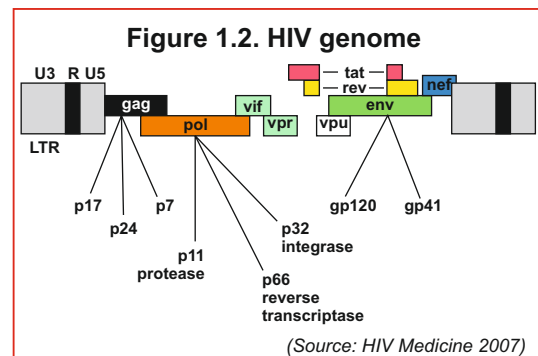 Figure 1.2. HIV genome
U3 R U5
tat
rev
nef
gag
vif
env
pol
vpr
vpu
LTR
p17
p24
p7
p11
protease
p66
reverse
transcriptase
p32
integrase
gp120
gp41
(Source: HIV Medicine 2007)